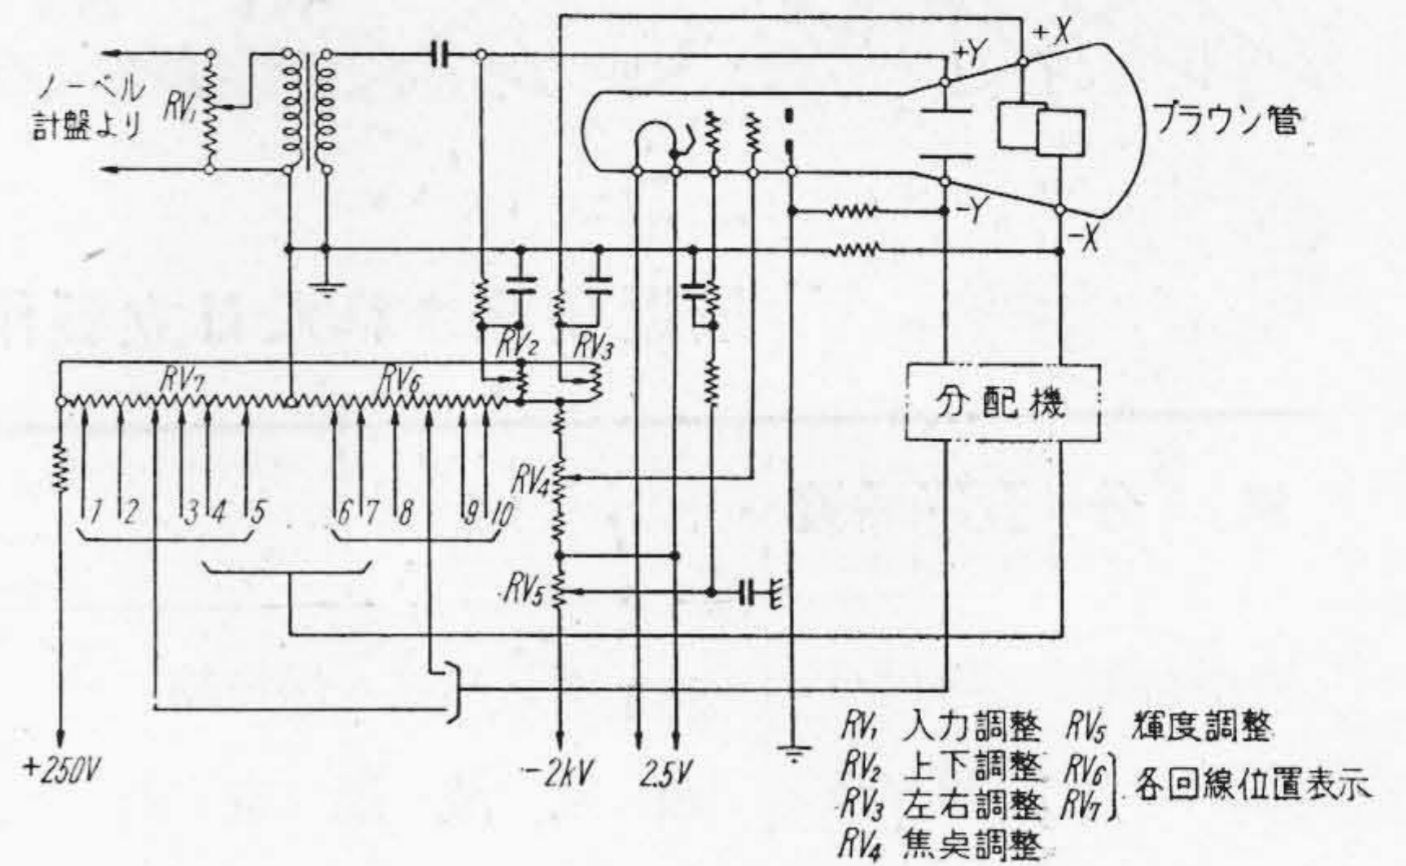 +X
+Y
ノーベル
計盤より
RV₁
ブラウン管
-Y
-X
RV₂
RV₃
RV₇
RV₆
分配機
RV₄
1 2 3 4 5 6 7 8 9 10
RV₅
+250V
-2kV
2.5V
RV₁ 入力調整 RV₅ 輝度調整
RV₂ 上下調整 RV₆
RV₃ 左右調整 RV₇
各回線位置表示
RV₄ 焦奌調整